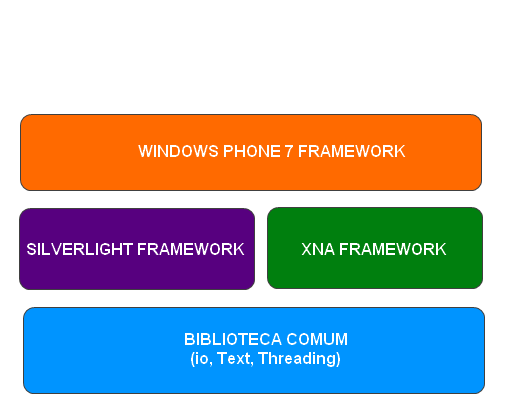 WINDOWS PHONE 7 FRAMEWORK
SILVERLIGHT FRAMEWORK
XNA FRAMEWORK
BIBLIOTECA COMUM
(io, Text, Threading)